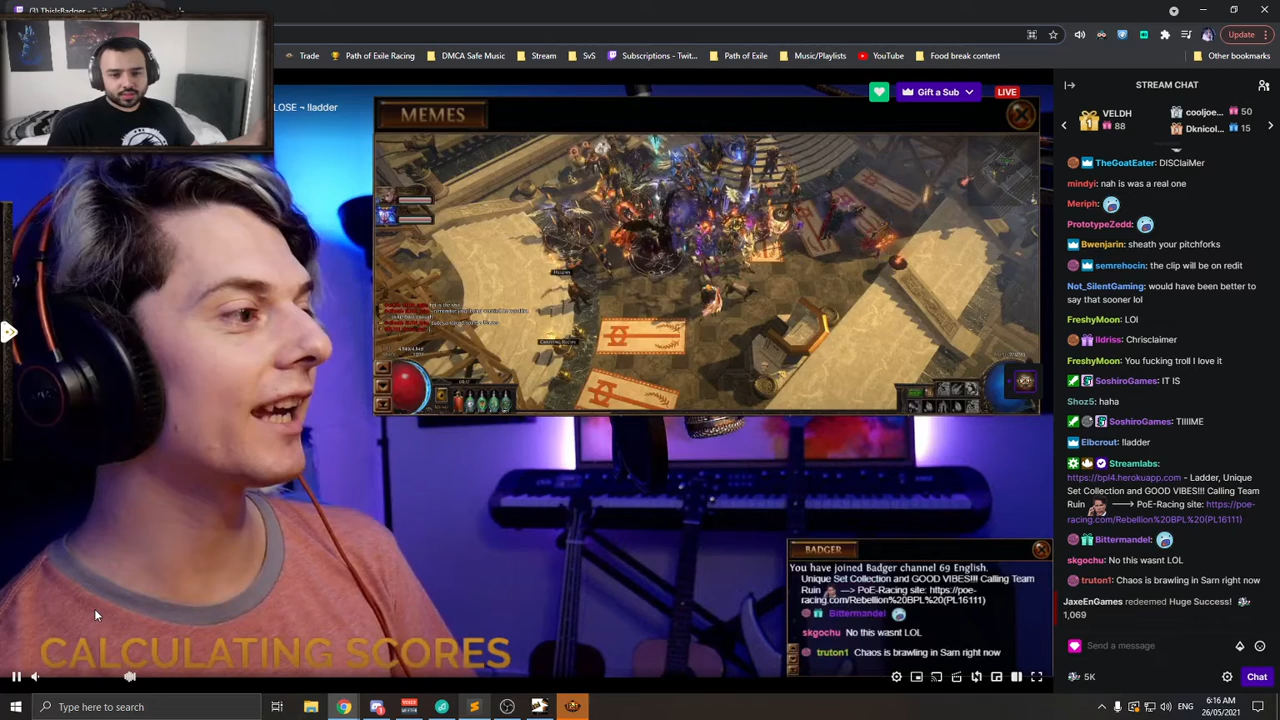 ThisIsBadger - Twit
Update
Trade
Path of Exile Racing
DMCA Safe Music
Stream
SvS
Subscriptions - Twit...
Path of Exile
Music/Playlists
YouTube
Food break content
Other bookmarks
LOSE ¬ !ladder
Gift a Sub
LIVE
MEMES
STREAM CHAT
VELDH
88
cooljoe... 50
Dknicol... 15
TheGoatEater: DISClaiMer
mindyi: nah is was a real one
Meriph:
PrototypeZedd:
Bwenjarin: sheath your pitchforks
semrehocin: the clip will be on redit
Not_SilentGaming: would have been better
to say that sooner lol
FreshyMoon: LOl
Ildriss: Chrisclaimer
FreshyMoon: You fucking troll I love it
SoshiroGames: IT IS
Shoz5: haha
SoshiroGames: TIIIIME
Elbcrout: !ladder
Streamlabs:
https://bpl4.herokuapp.com - Ladder, Unique
Set Collection and GOOD VIBES!!! Calling Team
Ruin ---> PoE-Racing site: https://poe-
racing.com/Rebellion%20BPL%20(PL16111)
Bittermandel:
skgochu: No this wasnt LOL
truton1: Chaos is brawling in Sarn right now
JaxeEnGames redeemed Huge Success!
1,069
Send a message
5K
Chat
BADGER
You have joined Badger channel 69 English.
Unique Set Collection and GOOD VIBES!!! Calling Team
Ruin —> PoE-Racing site: https://poe-
racing.com/Rebellion%20BPL%20(PL16111)
Bittermandel
skgochu No this wasnt LOL
truton1 Chaos is brawling in Sarn right now
CALCULATING SCORES
Type here to search
ENG
6:16 AM
26/05/2021